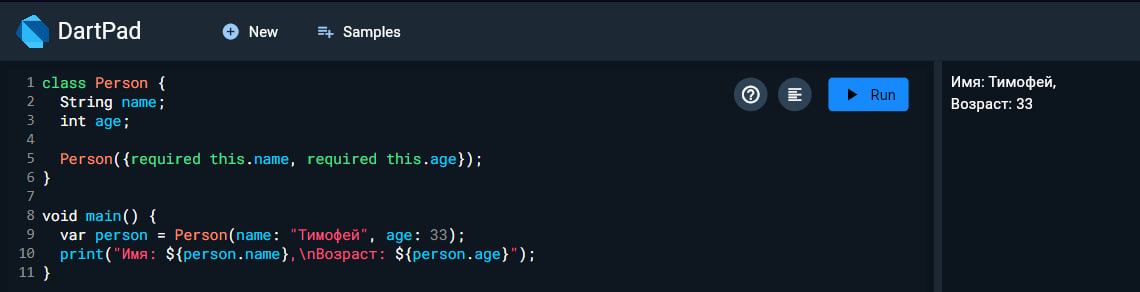 DartPad New Samples
1 class Person {
2   String name;
3   int age;
4
5   Person({required this.name, required this.age});
6 }
7
8 void main() {
9   var person = Person(name: "Тимофей", age: 33);
10   print("Имя: ${person.name},\nВозраст: ${person.age}");
11 }
Run
Имя: Тимофей,
Возраст: 33